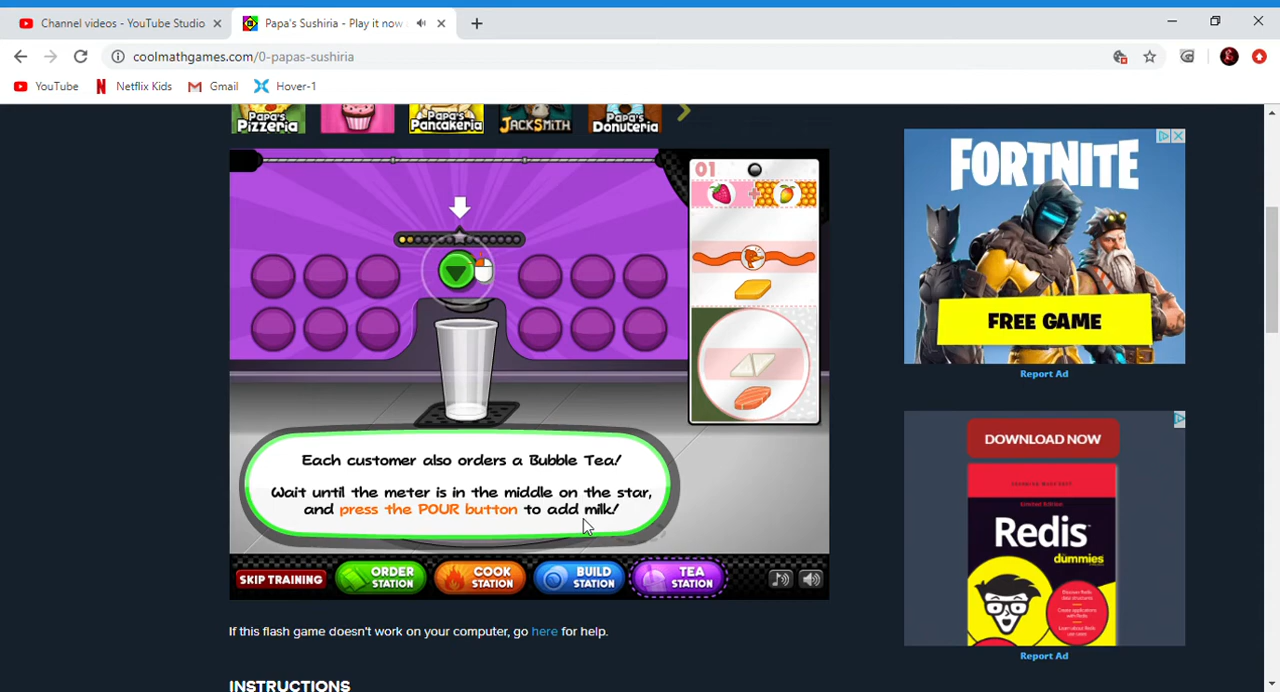 Channel videos - YouTube Studio
Papa's Sushiria - Play it now
coolmathgames.com/0-papas-sushiria
YouTube
Netflix Kids
Gmail
Hover-1
PAPA'S PIZZERIA
PAPA'S PANCAKERIA
JACKSMITH
PAPA'S DONUTERIA
01
Each customer also orders a Bubble Tea!
Wait until the meter is in the middle on the star,
and press the POUR button to add milk!
SKIP TRAINING
ORDER STATION
COOK STATION
BUILD STATION
TEA STATION
If this flash game doesn't work on your computer, go here for help.
INSTRUCTIONS
FORTNITE
FREE GAME
Report Ad
DOWNLOAD NOW
Redis
dummies
Report Ad